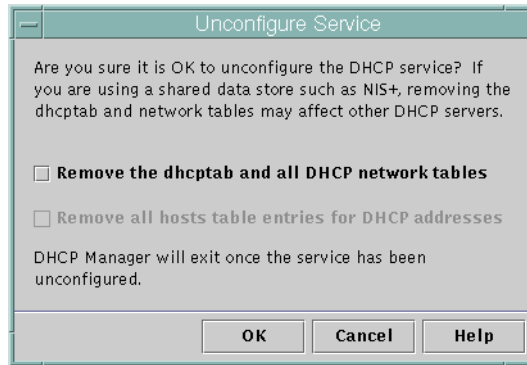 Unconfigure Service
Are you sure it is OK to unconfigure the DHCP service? If
you are using a shared data store such as NIS+, removing the
dhcptab and network tables may affect other DHCP servers.
Remove the dhcptab and all DHCP network tables
Remove all hosts table entries for DHCP addresses
DHCP Manager will exit once the service has been
unconfigured.
OK Cancel Help